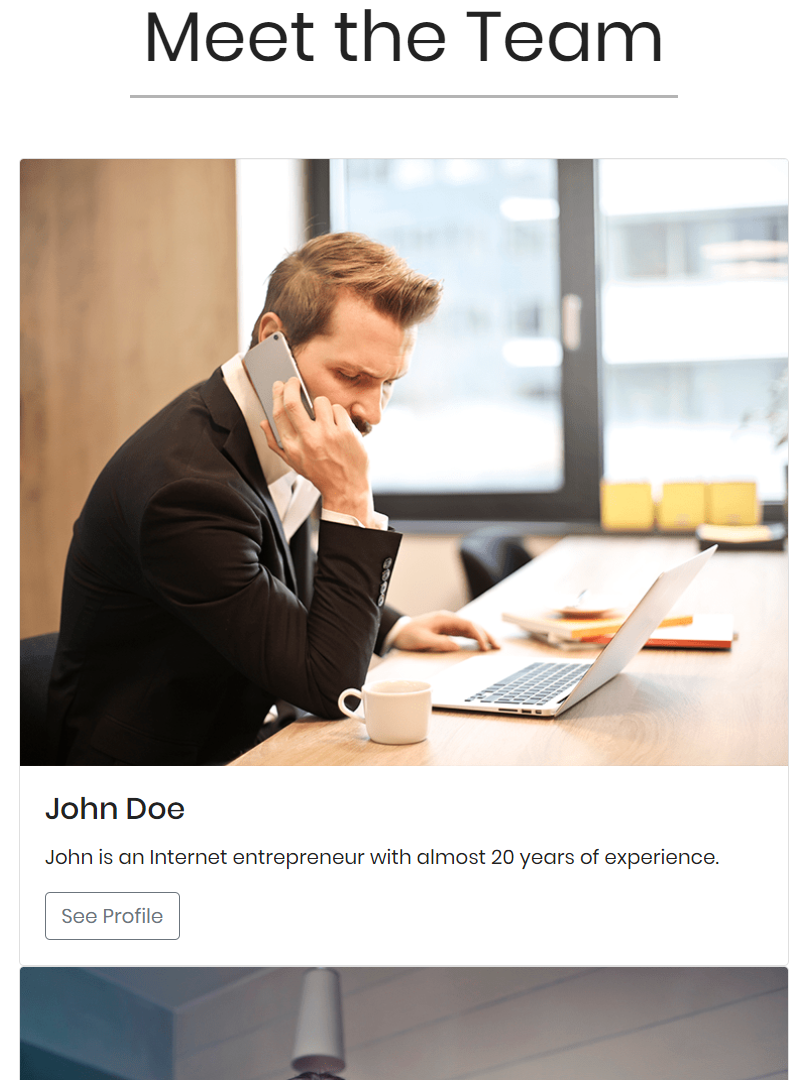 Meet the Team
John Doe
John is an Internet entrepreneur with almost 20 years of experience.
See Profile